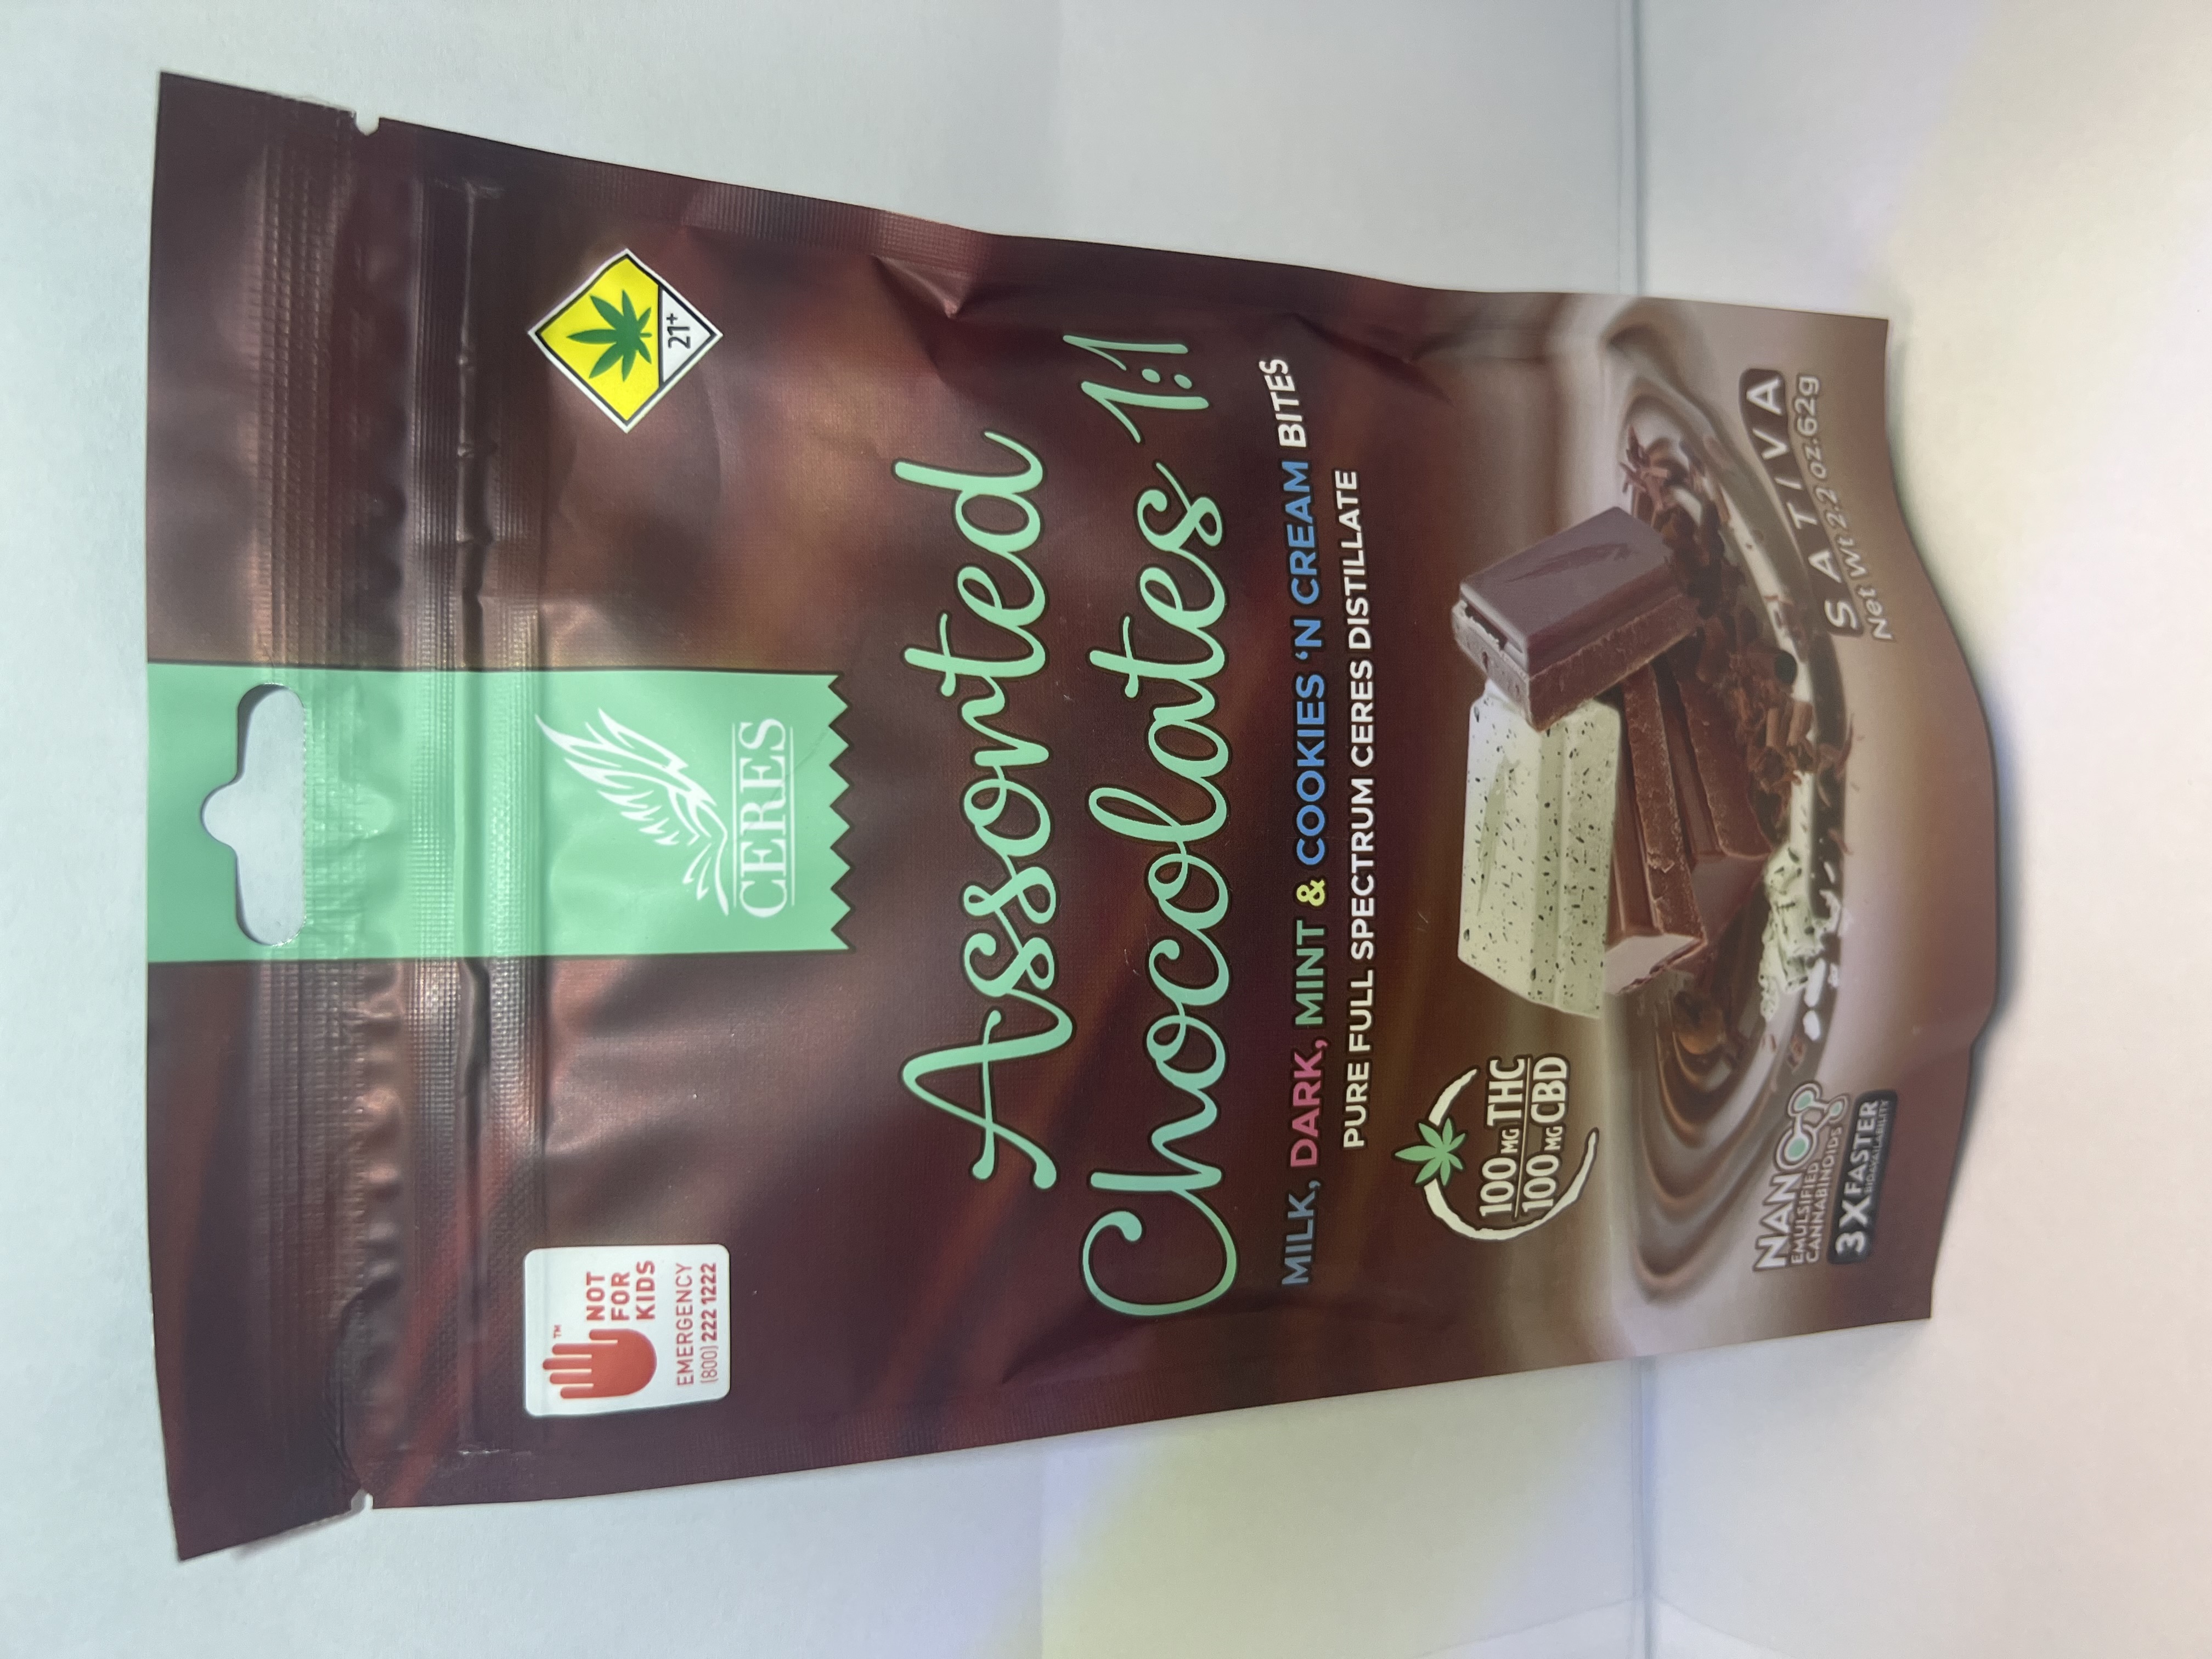 CERES
™
NOT
FOR
KIDS
EMERGENCY
(800) 222 1222
21+
Assorted
Chocolates 1:1
MILK, DARK, MINT & COOKIES 'N CREAM BITES
PURE FULL SPECTRUM CERES DISTILLATE
100MG THC
100MG CBD
NANO
EMULSIFIED
CANNABINOIDS
3X FASTER
BIOAVAILABILITY
SATIVA
Net Wt 2.2 oz.62g